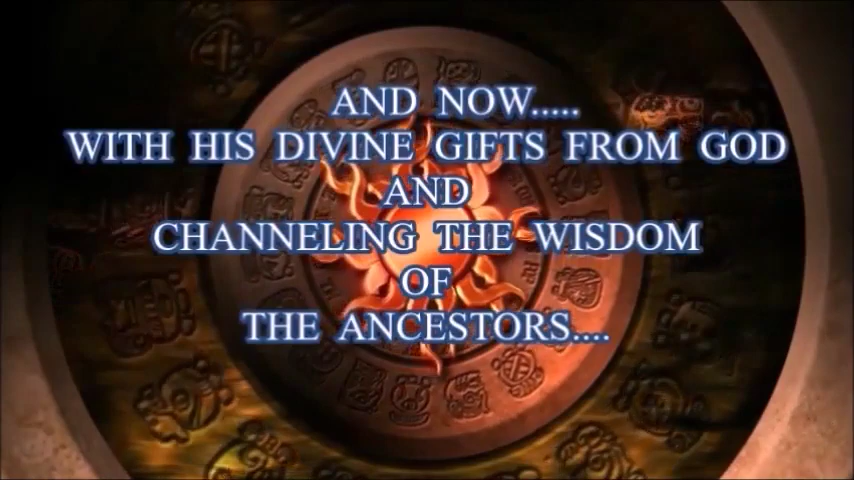 AND NOW.....
WITH HIS DIVINE GIFTS FROM GOD
AND
CHANNELING THE WISDOM
OF
THE ANCESTORS....